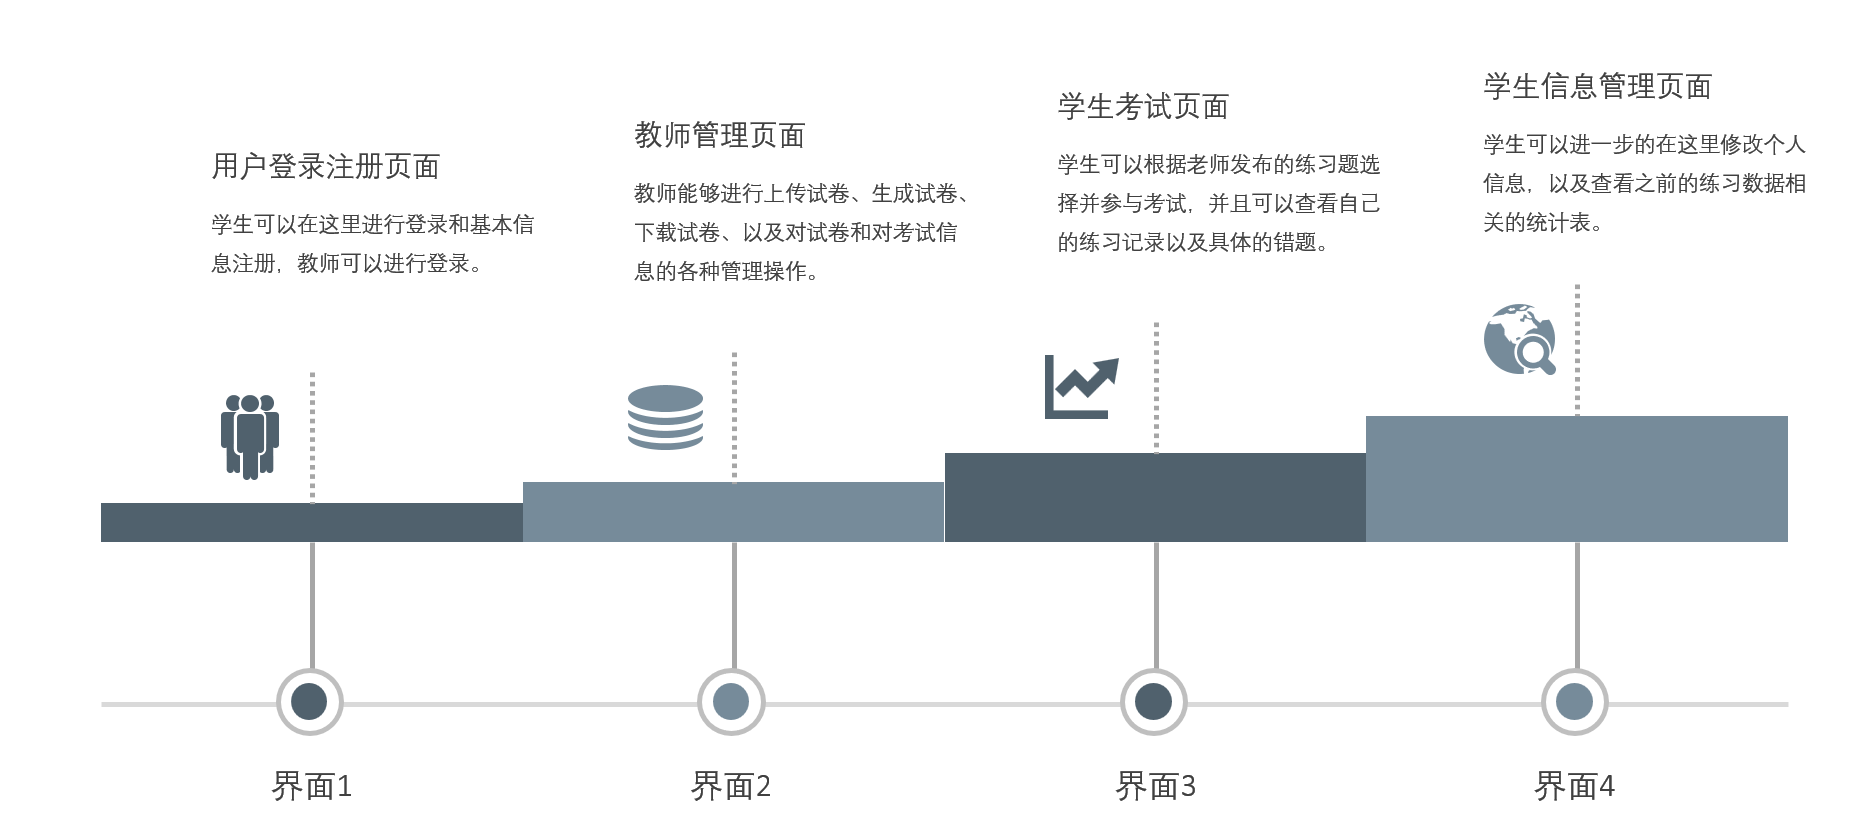 用户登录注册页面
学生可以在这里进行登录和基本信
息注册，教师可以进行登录。
教师管理页面
教师能够进行上传试卷、生成试卷、
下载试卷、以及对试卷和对考试信
息的各种管理操作。
学生考试页面
学生可以根据老师发布的练习题选
择并参与考试，并且可以查看自己
的练习记录以及具体的错题。
学生信息管理页面
学生可以进一步的在这里修改个人
信息，以及查看之前的练习数据相
关的统计表。
界面1
界面2
界面3
界面4